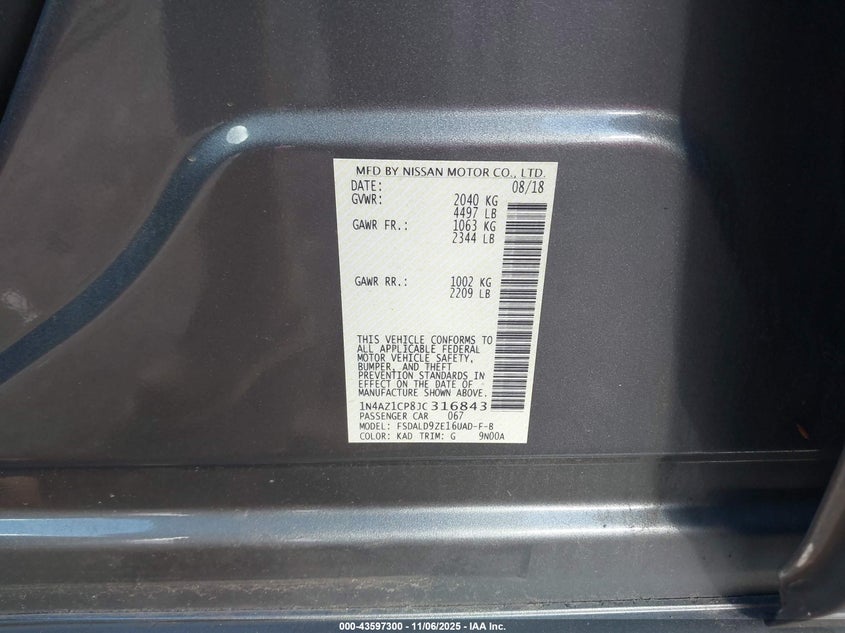 MFD BY NISSAN MOTOR CO., LTD.
DATE: 08/18
GVWR: 2040 KG
4497 LB
GAWR FR.: 1063 KG
2344 LB
GAWR RR.: 1002 KG
2209 LB
THIS VEHICLE CONFORMS TO
ALL APPLICABLE FEDERAL
MOTOR VEHICLE SAFETY,
BUMPER, AND THEFT
PREVENTION STANDARDS IN
EFFECT ON THE DATE OF
MANUFACTURE SHOWN ABOVE.
1N4AZ1CP8JC316843
PASSENGER CAR 067
MODEL: FSDALD9ZE16UAD-F-B
COLOR: KAD TRIM: G 9N00A
000-43597300 - 11/06/2025 - IAA Inc.